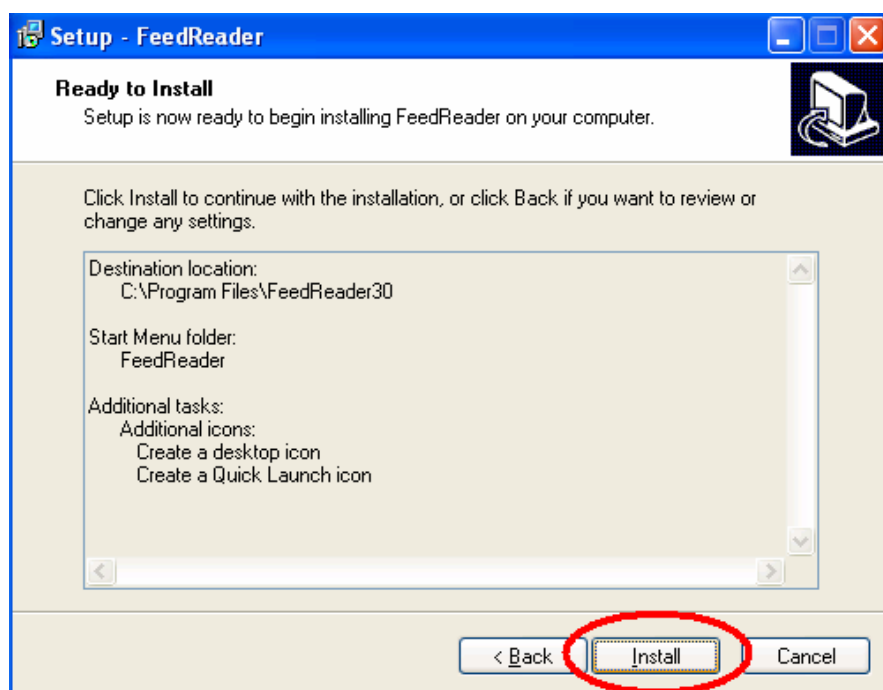 Setup - FeedReader
Ready to Install
Setup is now ready to begin installing FeedReader on your computer.
Click Install to continue with the installation, or click Back if you want to review or
change any settings.
Destination location:
C:\Program Files\FeedReader30
Start Menu folder:
FeedReader
Additional tasks:
Additional icons:
Create a desktop icon
Create a Quick Launch icon
< Back
Install
Cancel